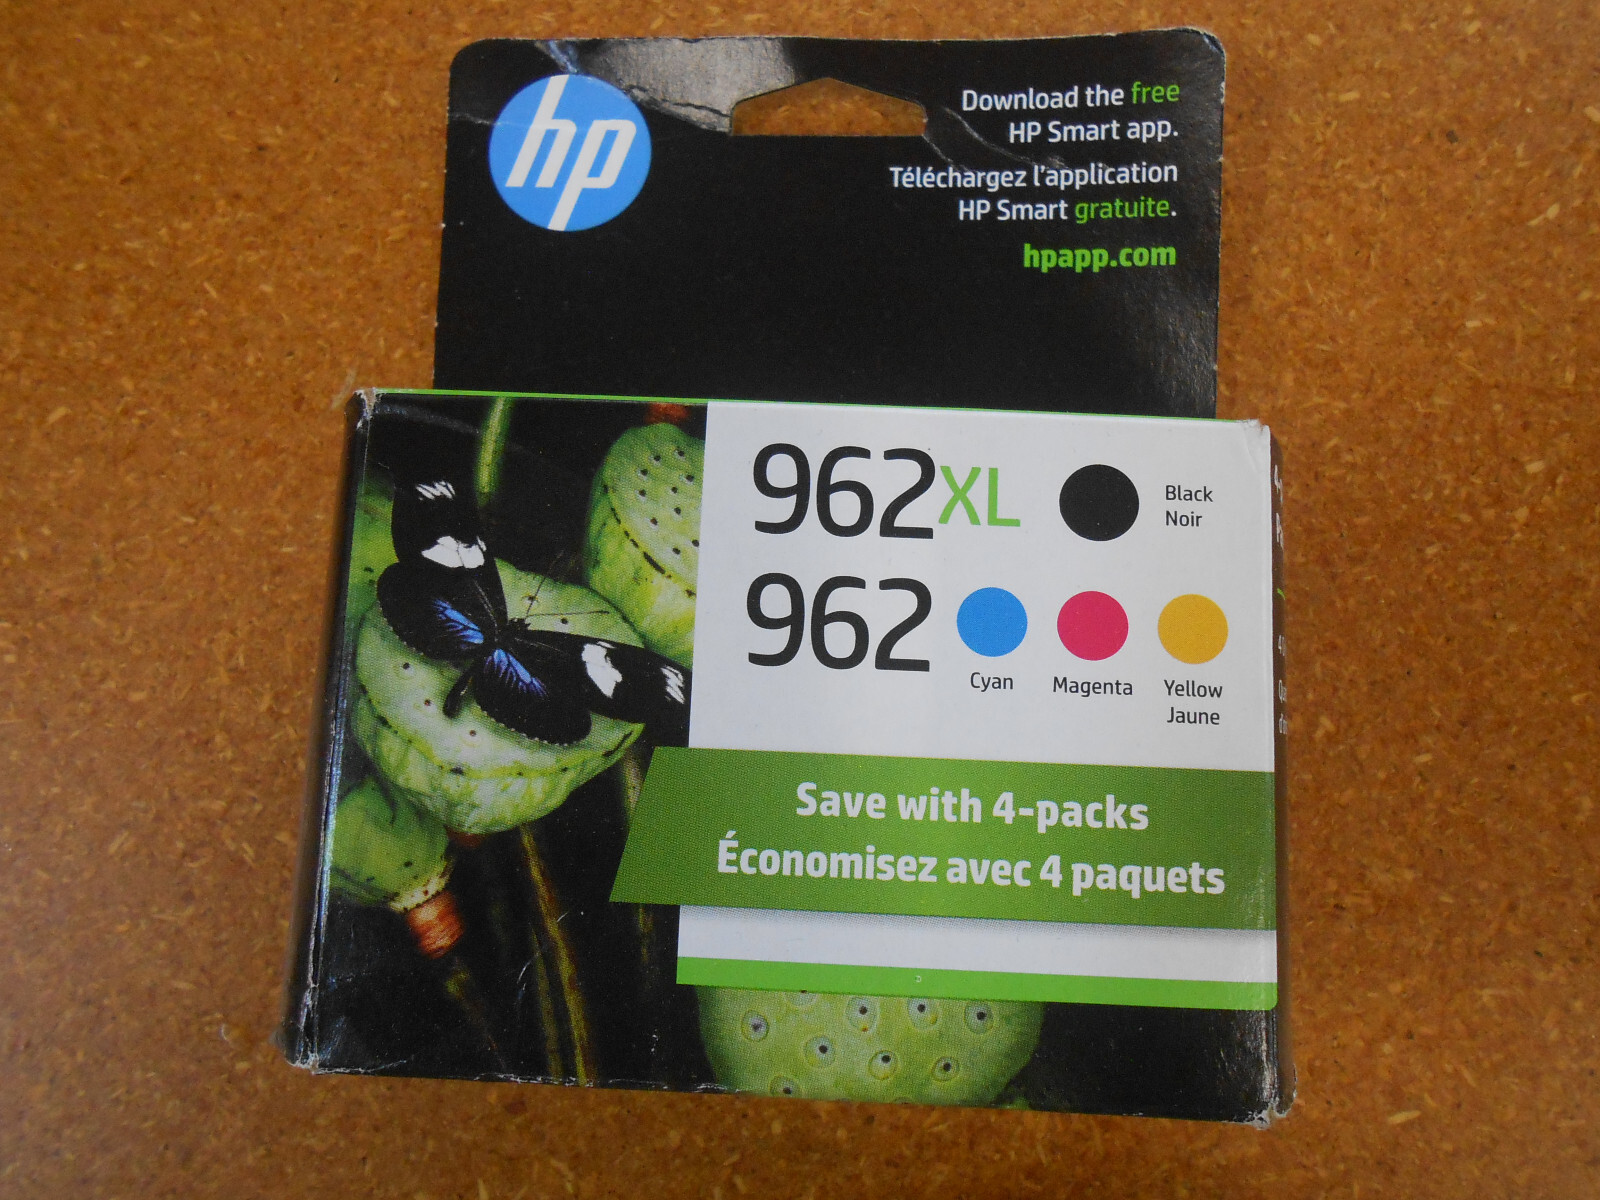 hp
Download the free
HP Smart app.
Téléchargez l'application
HP Smart gratuite.
hpapp.com
962XL
Black
Noir
962
Cyan
Magenta
Yellow
Jaune
Save with 4-packs
Économisez avec 4 paquets